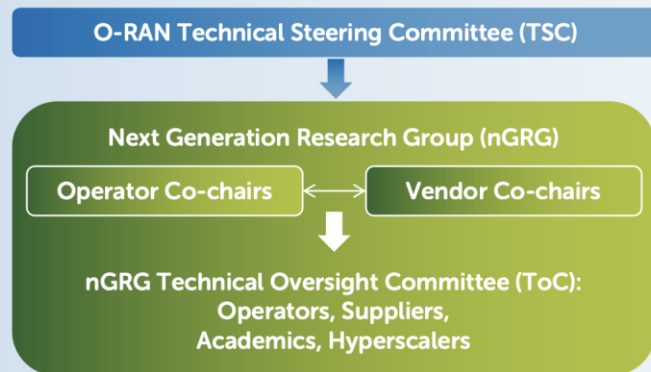 O-RAN Technical Steering Committee (TSC)
Next Generation Research Group (nGRG)
Operator Co-chairs
Vendor Co-chairs
nGRG Technical Oversight Committee (ToC):
Operators, Suppliers,
Academics, Hyperscalers